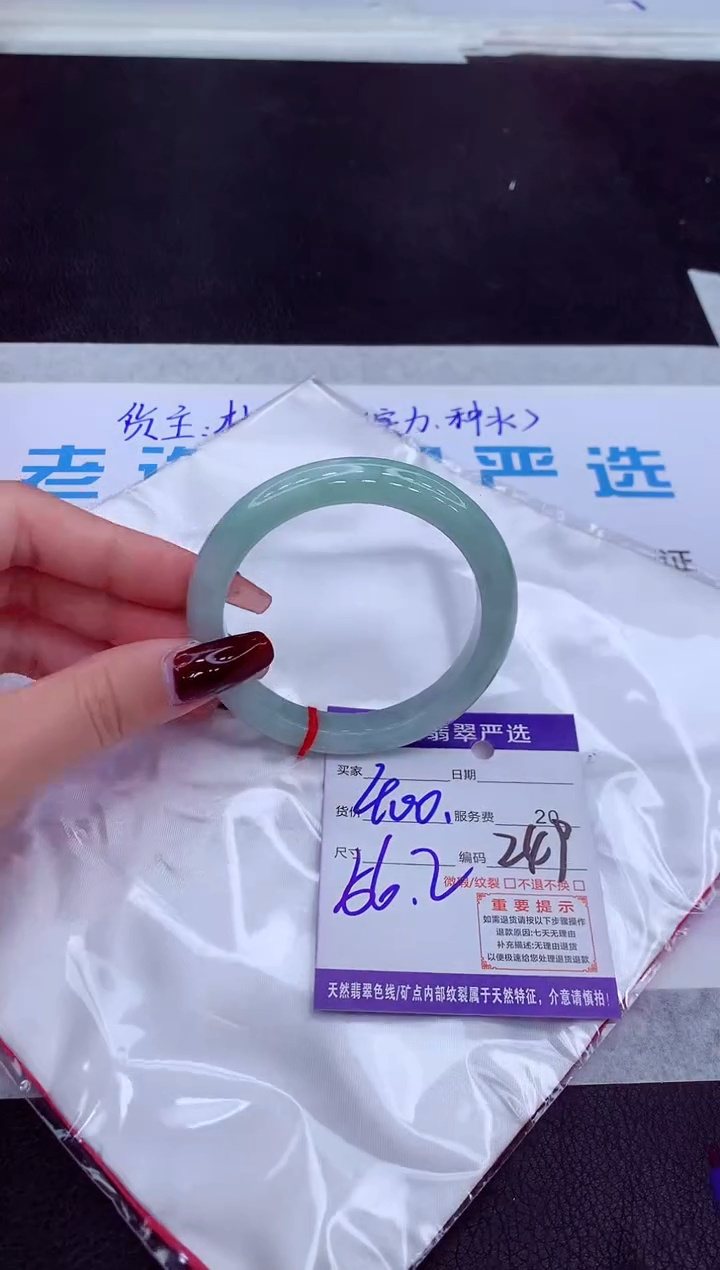 货主:
实力.种水>
老
严选
证
翡翠严选
买家 日期
货价 400. 服务费 20
尺寸 56.2 编码 249
微瑕/纹裂 □不退不换 □
重要提示
如需退货请按以下步骤操作
退款原因:七天无理由
补充描述:无理由退货
以便极速给您处理退货退款
天然翡翠色线/矿点内部纹裂属于天然特征，介意请慎拍!